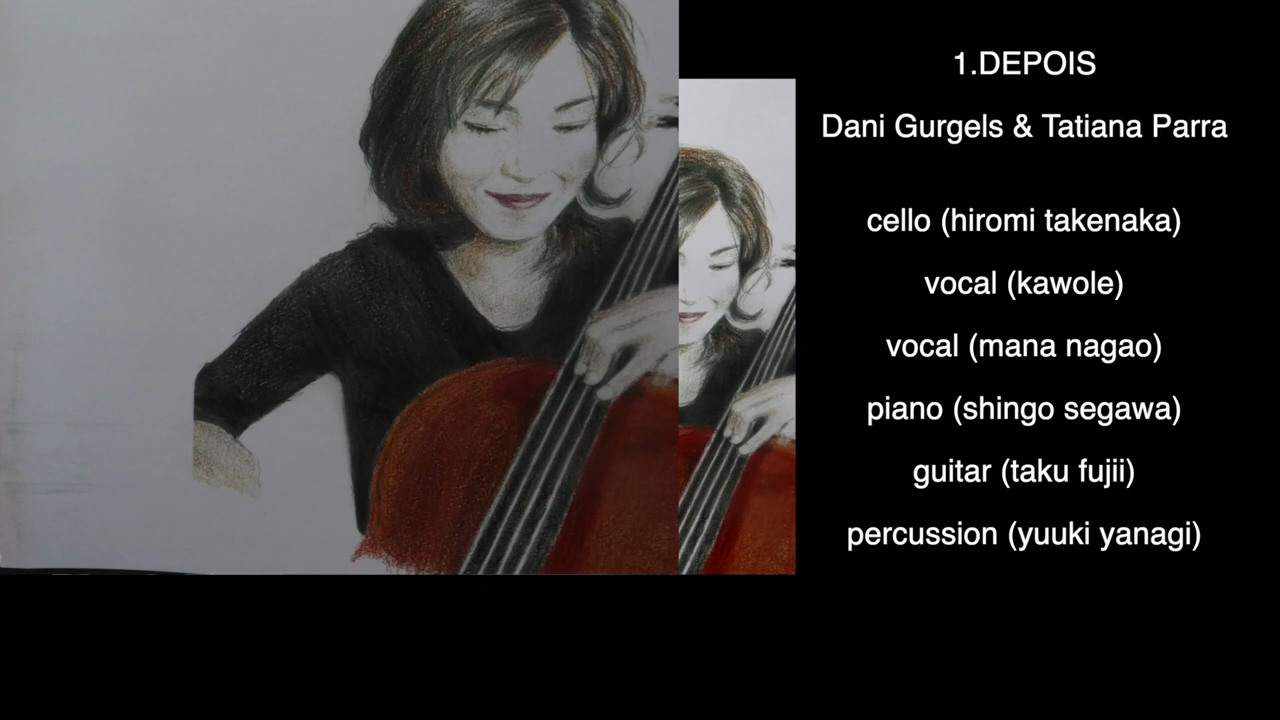 1.DEPOIS
Dani Gurgels & Tatiana Parra
cello (hiromi takenaka)
vocal (kawole)
vocal (mana nagao)
piano (shingo segawa)
guitar (taku fujii)
percussion (yuuki yanagi)